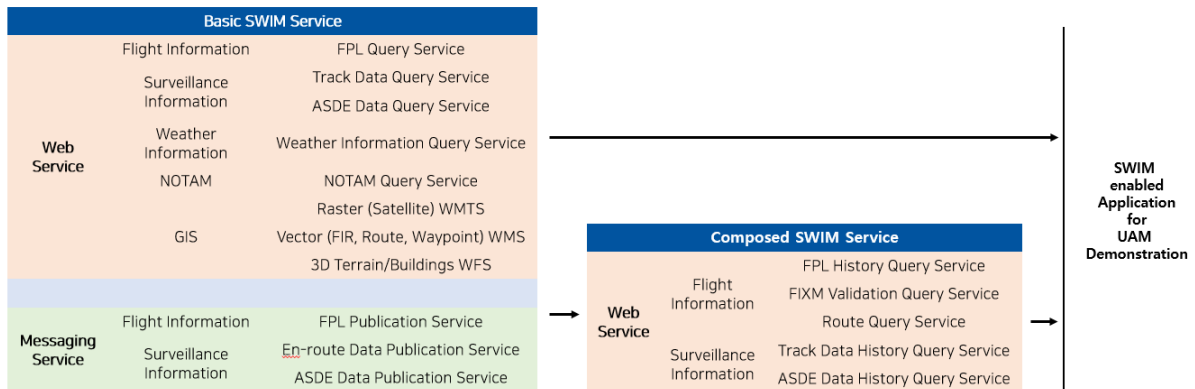 Basic SWIM Service
Web
Service
Flight Information
FPL Query Service
Surveillance
Information
Track Data Query Service
ASDE Data Query Service
Weather
Information
Weather Information Query Service
NOTAM
NOTAM Query Service
GIS
Raster (Satellite) WMTS
Vector (FIR, Route, Waypoint) WMS
3D Terrain/Buildings WFS
Messaging
Service
Flight Information
FPL Publication Service
Surveillance
Information
En-route Data Publication Service
ASDE Data Publication Service
Composed SWIM Service
Web
Service
Flight
Information
FPL History Query Service
FIXM Validation Query Service
Route Query Service
Surveillance
Information
Track Data History Query Service
ASDE Data History Query Service
SWIM
enabled
Application
for
UAM
Demonstration